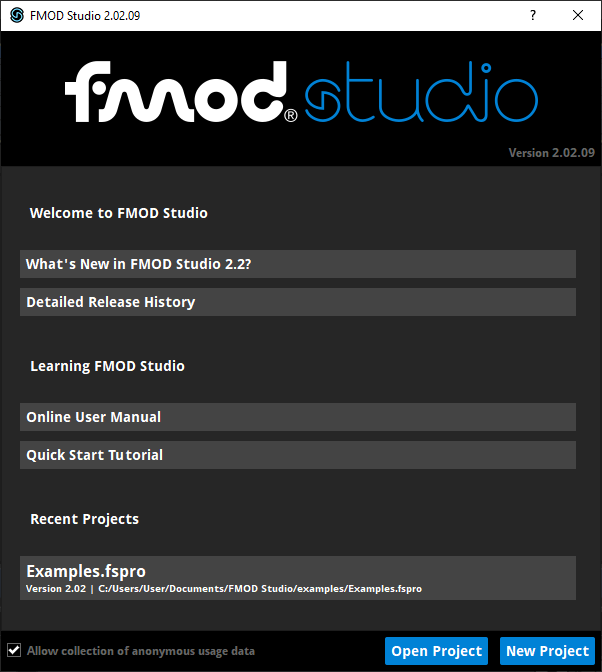 FMOD Studio 2.02.09
?
fmod® studio
Version 2.02.09
Welcome to FMOD Studio
What's New in FMOD Studio 2.2?
Detailed Release History
Learning FMOD Studio
Online User Manual
Quick Start Tutorial
Recent Projects
Examples.fspro
Version 2.02 | C:/Users/User/Documents/FMOD Studio/examples/Examples.fspro
Allow collection of anonymous usage data
Open Project
New Project